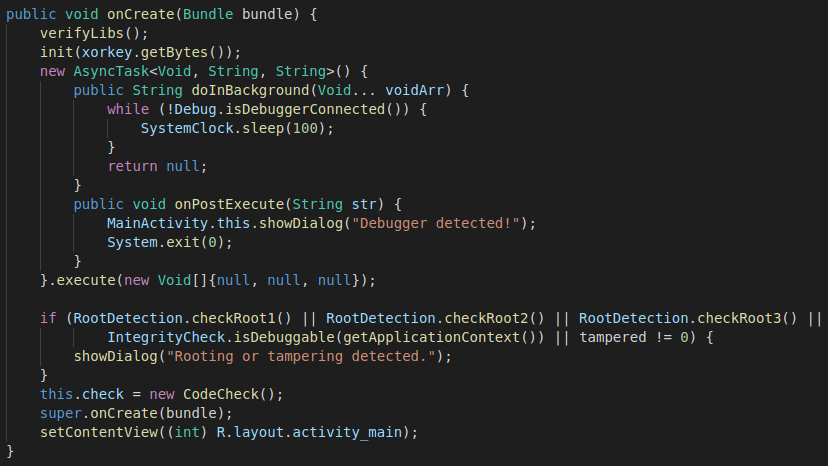 public void onCreate(Bundle bundle) {
    verifyLibs();
    init(xorkey.getBytes());
    new AsyncTask<Void, String, String>() {
        public String doInBackground(Void... voidArr) {
            while (!Debug.isDebuggerConnected()) {
                SystemClock.sleep(100);
            }
            return null;
        }
        public void onPostExecute(String str) {
            MainActivity.this.showDialog("Debugger detected!");
            System.exit(0);
        }
    }.execute(new Void[]{null, null, null});

    if (RootDetection.checkRoot1() || RootDetection.checkRoot2() || RootDetection.checkRoot3() ||
            IntegrityCheck.isDebuggable(getApplicationContext()) || tampered != 0) {
        showDialog("Rooting or tampering detected.");
    }
    this.check = new CodeCheck();
    super.onCreate(bundle);
    setContentView((int) R.layout.activity_main);
}